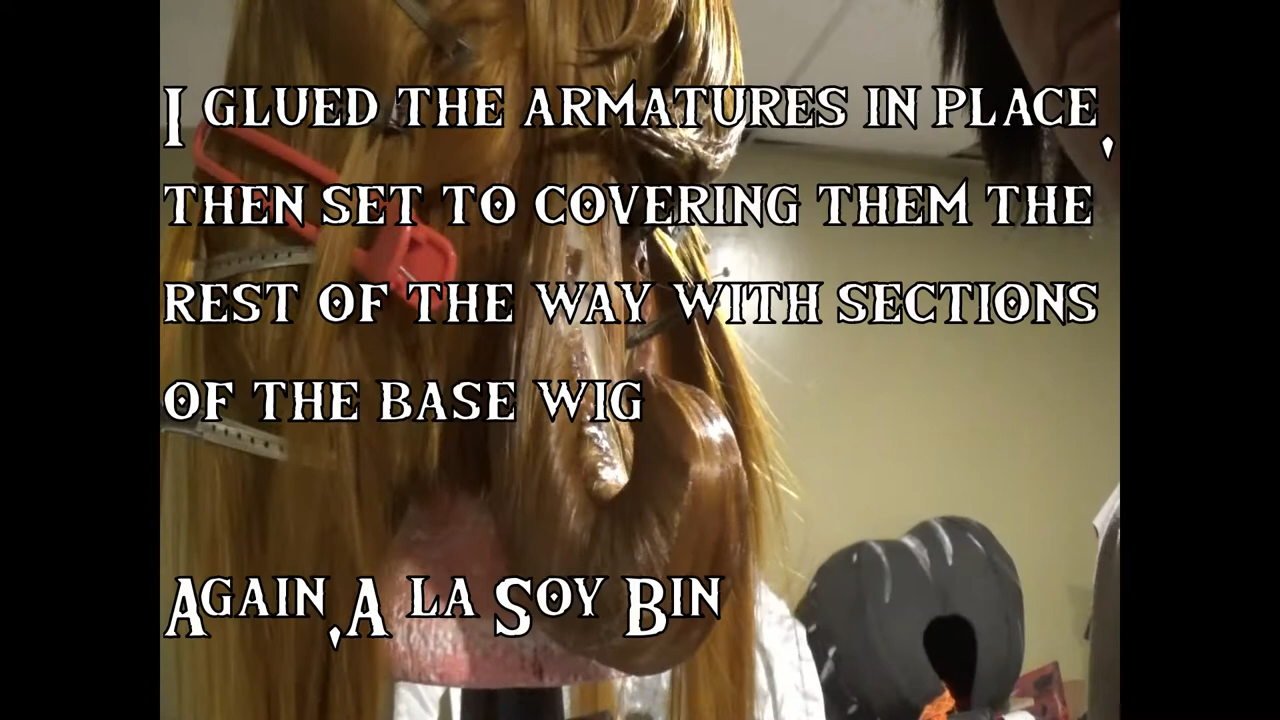 I glued the armatures in place,
then set to covering them the
rest of the way with sections
of the base wig
Again, A la Soy Bin